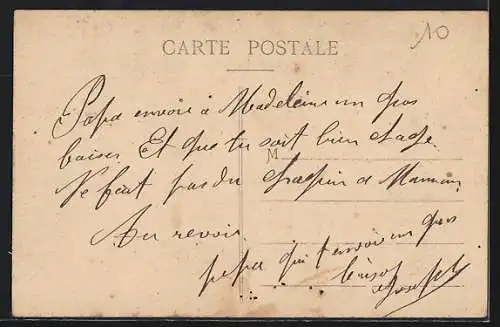 10
CARTE POSTALE
Papa envoie à Madeleine un gros
baiser Et que tu soit bien sage
M
Ne fait pas du chagrin a Maman
Au revoir
papa qui t envoie un gros
baiser
Joseph